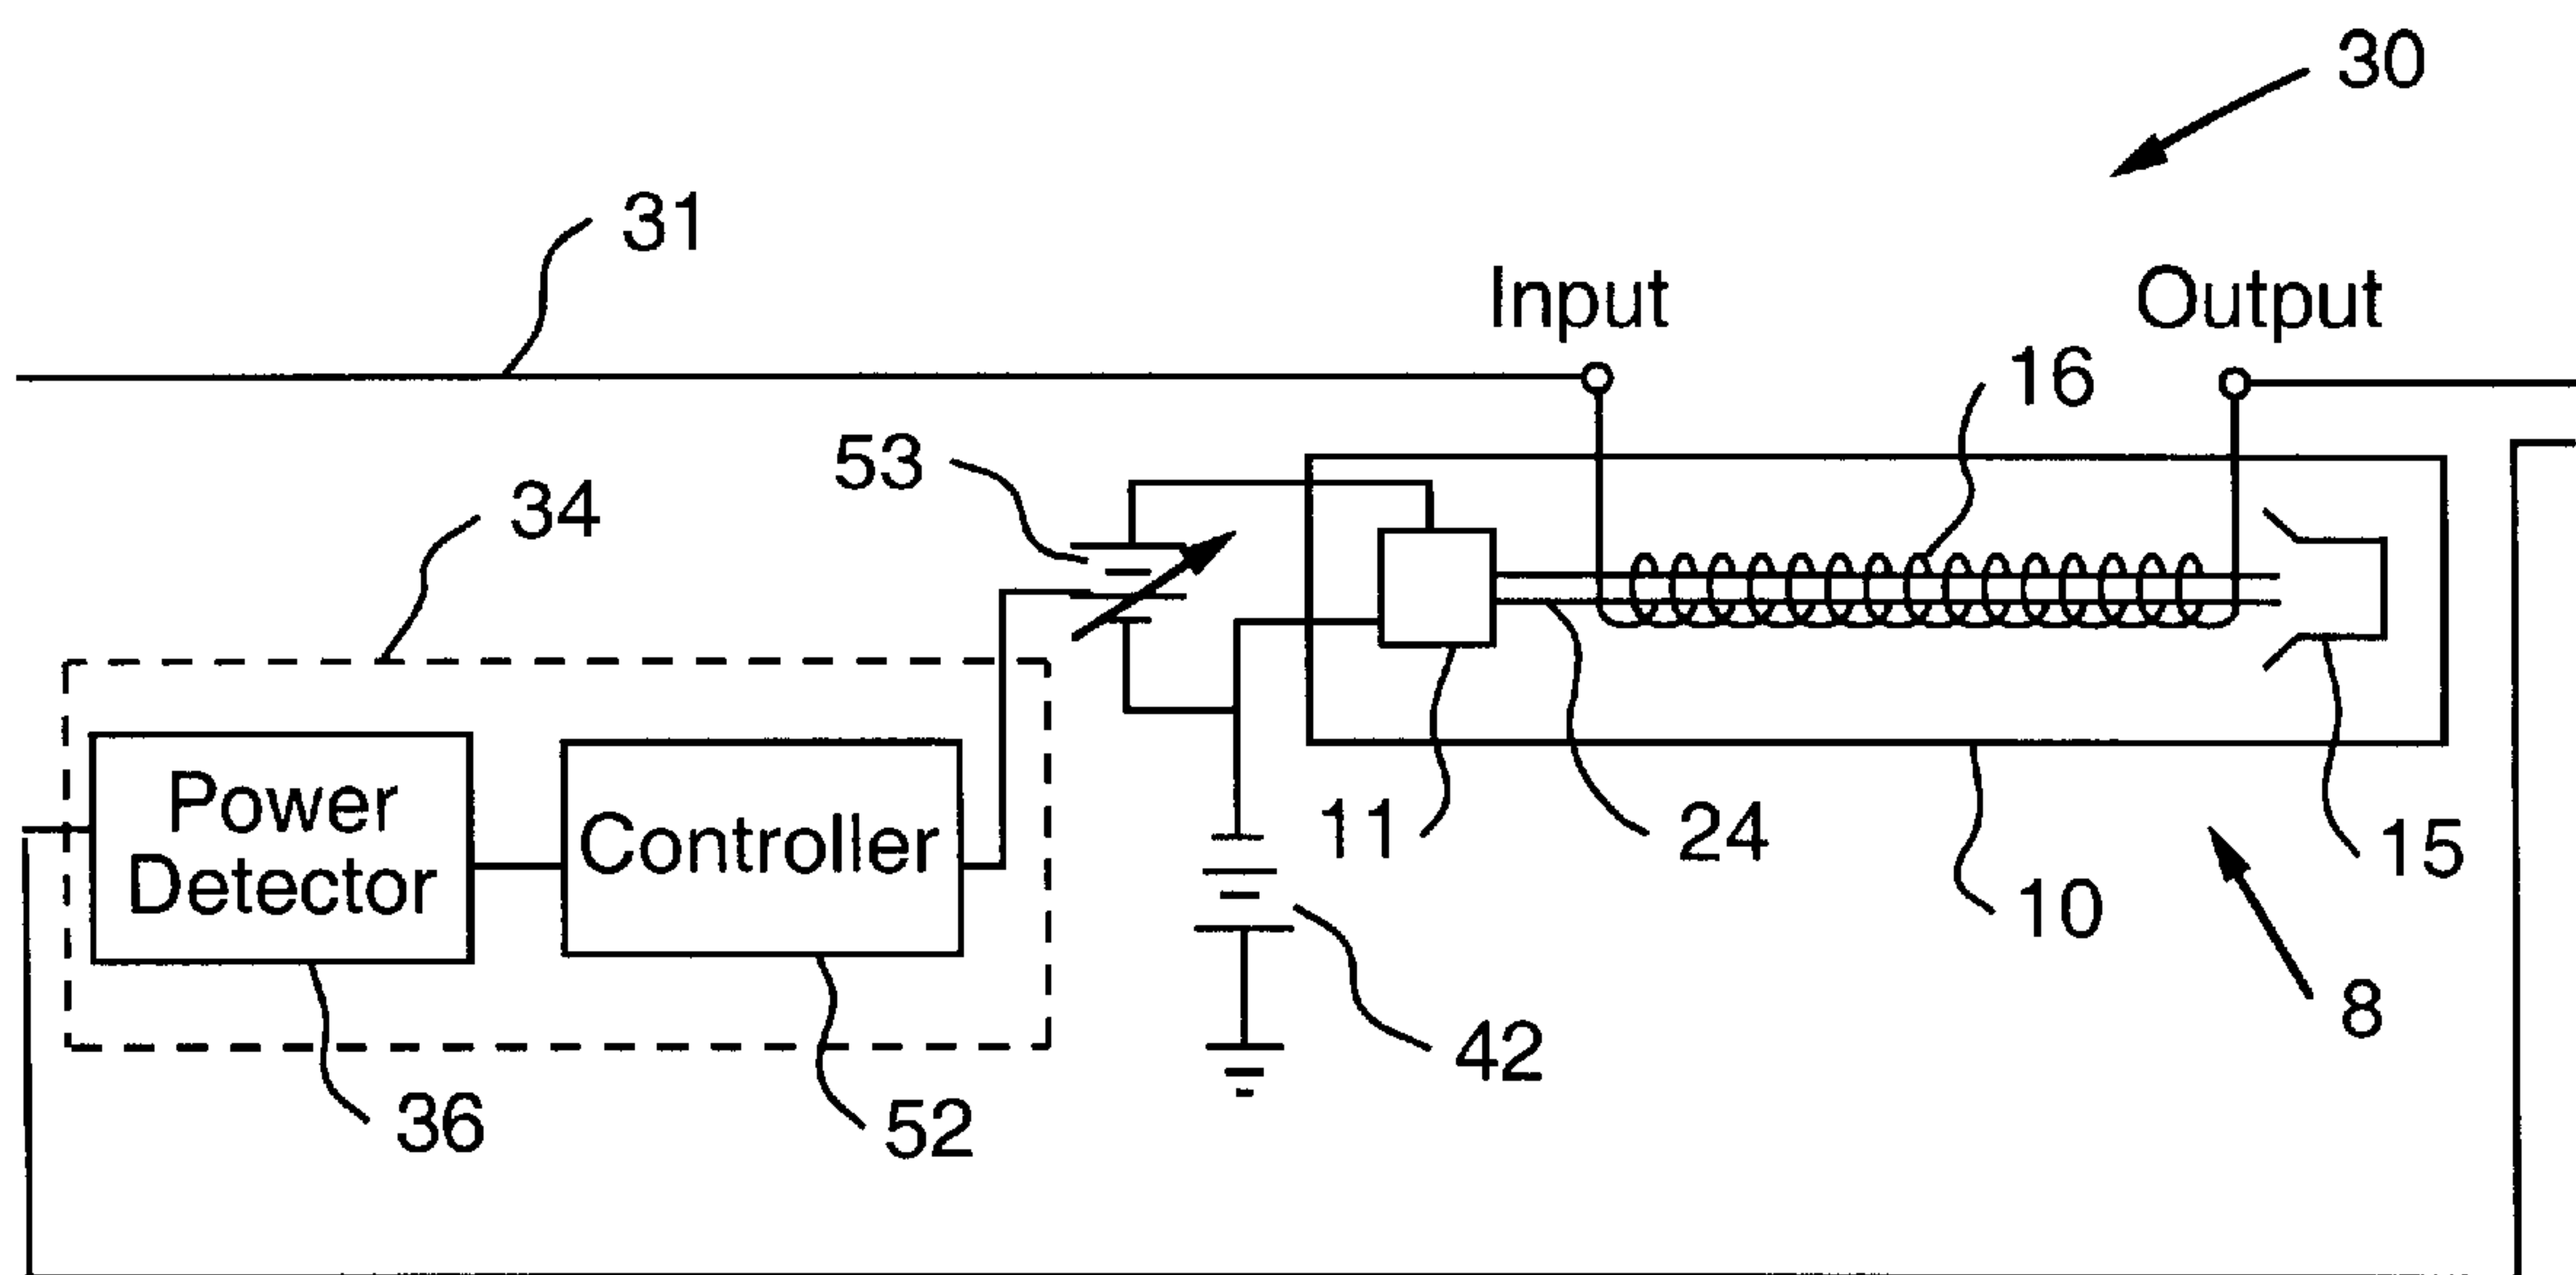 30
31
Input
Output
16
53
34
Power
Detector
Controller
11
24
15
10
8
42
36
52